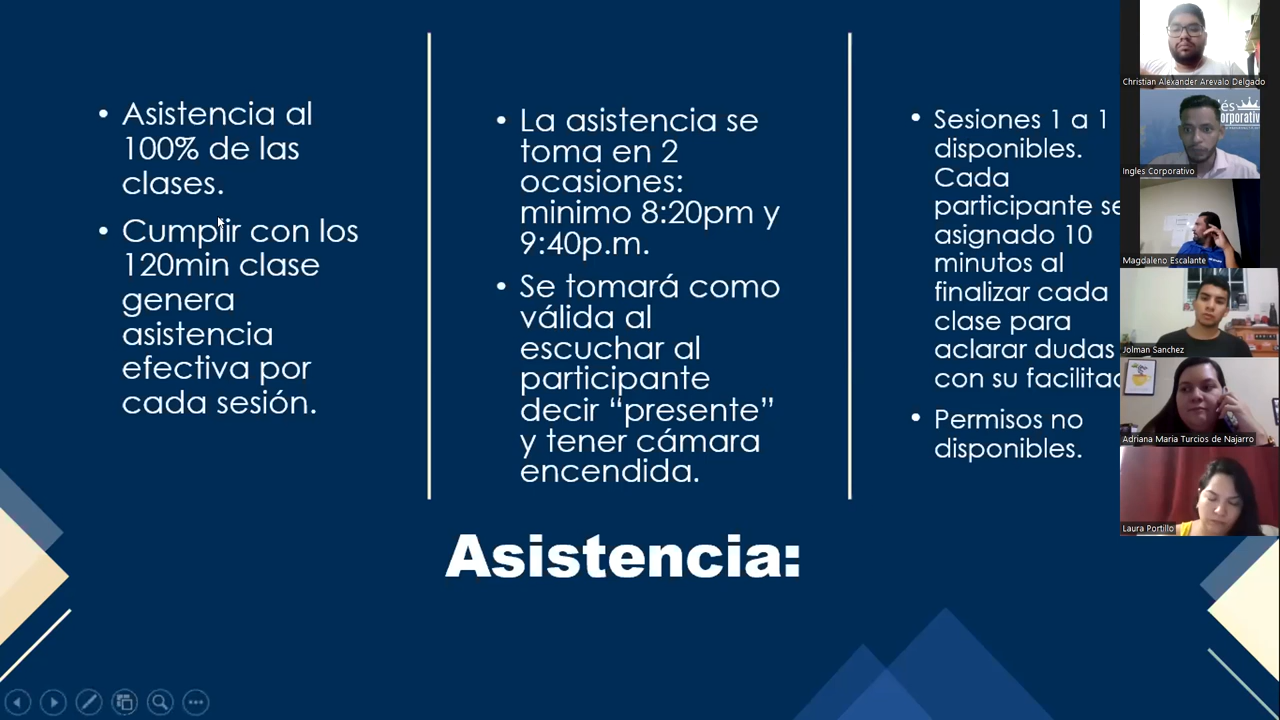 • Asistencia al
100% de las
clases.
• Cumplir con los
120min clase
genera
asistencia
efectiva por
cada sesión.
• La asistencia se
toma en 2
ocasiones:
minimo 8:20pm y
9:40p.m.
• Se tomará como
válida al
escuchar al
participante
decir “presente”
y tener cámara
encendida.
• Sesiones 1 a 1
disponibles.
Cada
participante se
asignado 10
minutos al
finalizar cada
clase para
aclarar dudas
con su facilitad
• Permisos no
disponibles.
Asistencia:
Christian Alexander Arevalo Delgado
és
orporativ
Ingles Corporativo
Magdaleno Escalante
Jolman Sanchez
Adriana Maria Turcios de Najarro
Laura Portillo